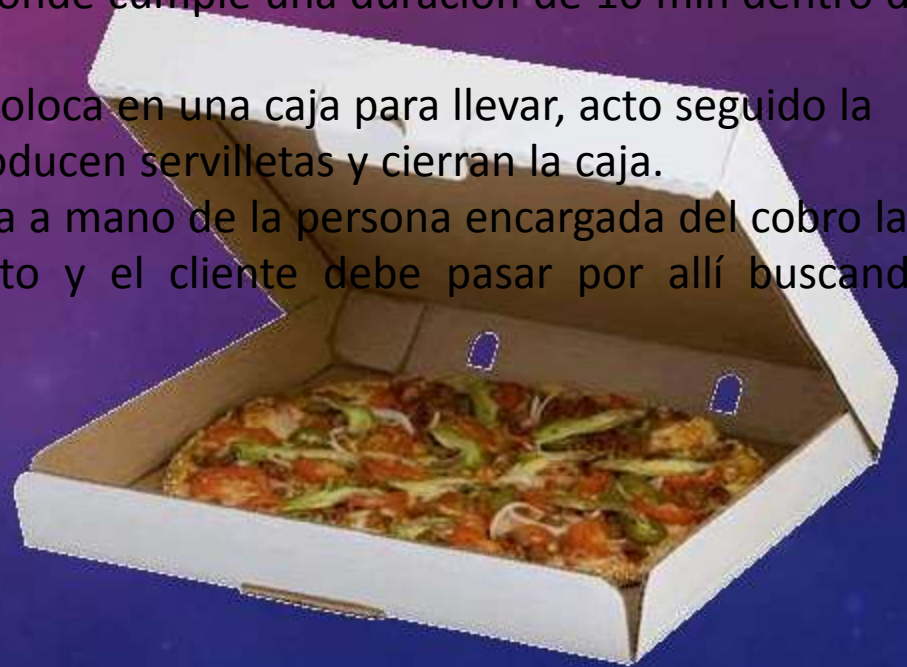 onde cumple una duración de 10 min dentro d
oloca en una caja para llevar, acto seguido la
oducen servilletas y cierran la caja.
a a mano de la persona encargada del cobro la
to y el cliente debe pasar por allí buscand